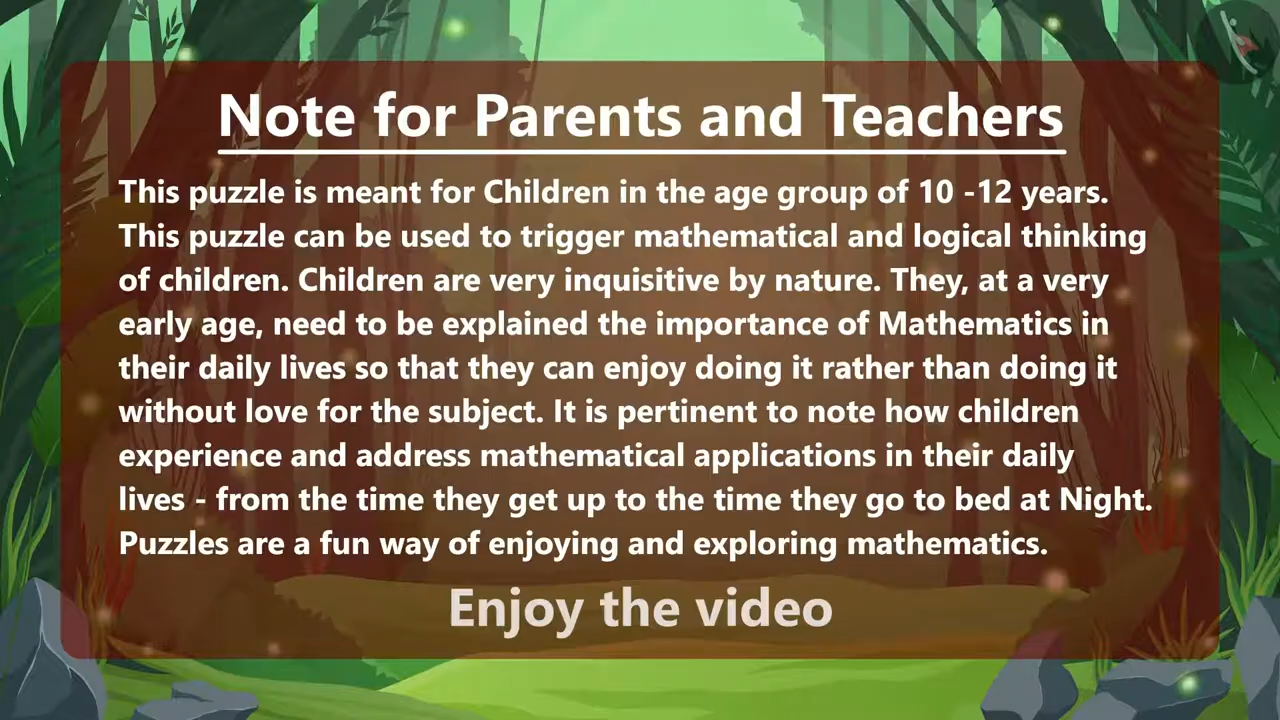 Note for Parents and Teachers
This puzzle is meant for Children in the age group of 10 -12 years.
This puzzle can be used to trigger mathematical and logical thinking
of children. Children are very inquisitive by nature. They, at a very
early age, need to be explained the importance of Mathematics in
their daily lives so that they can enjoy doing it rather than doing it
without love for the subject. It is pertinent to note how children
experience and address mathematical applications in their daily
lives - from the time they get up to the time they go to bed at Night.
Puzzles are a fun way of enjoying and exploring mathematics.
Enjoy the video